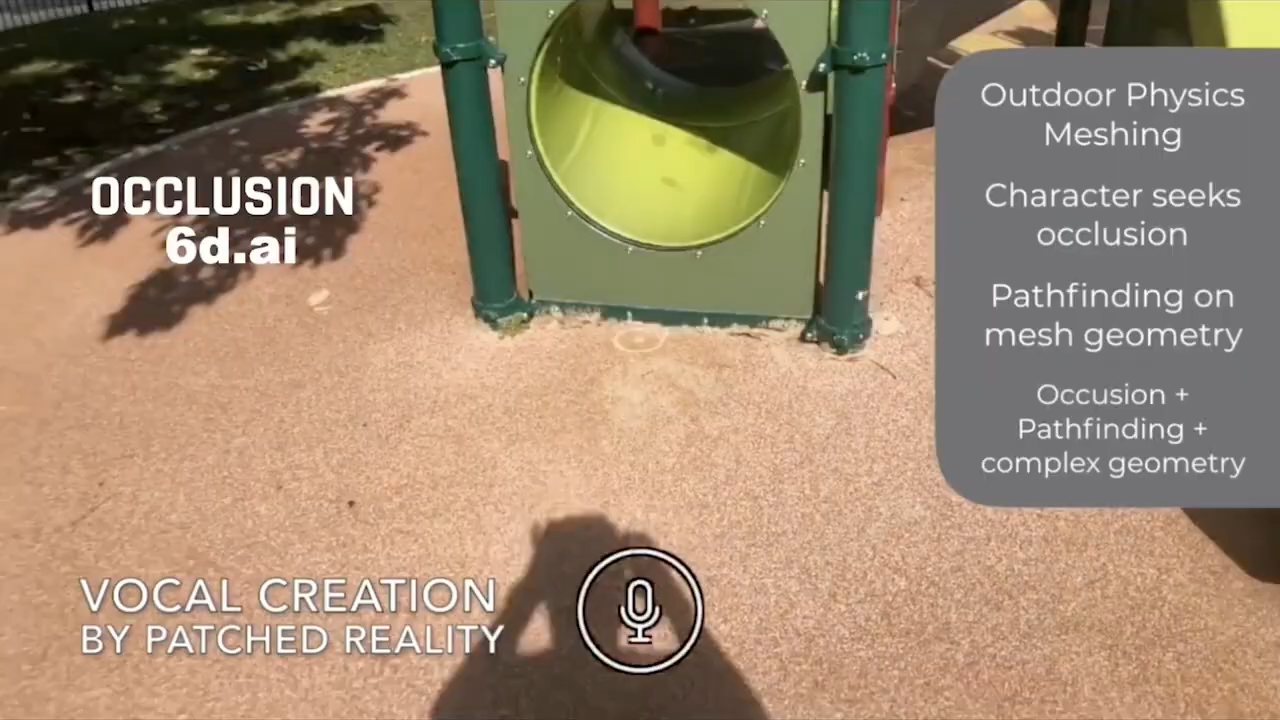 OCCLUSION
6d.ai
Outdoor Physics
Meshing
Character seeks
occlusion
Pathfinding on
mesh geometry
Occusion +
Pathfinding +
complex geometry
VOCAL CREATION
BY PATCHED REALITY